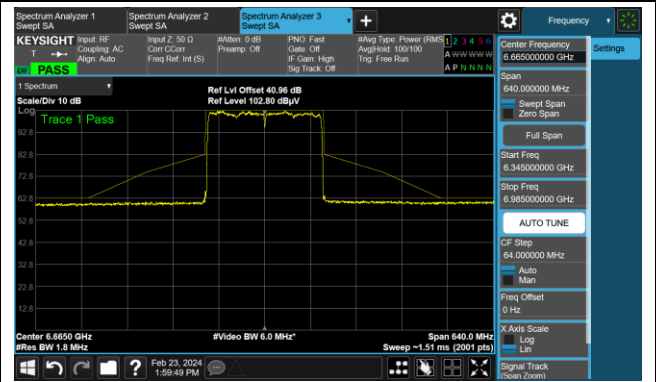 Spectrum Analyzer 1
Swept SA
Spectrum Analyzer 2
Swept SA
Spectrum Analyzer 3
Swept SA
Frequency
KEYSIGHT
Input: RF
Coupling: AC
Align: Auto
Input Z: 50 Ω
Corr CCorr
Freq Ref: Int (S)
#Atten: 0 dB
Preamp: Off
PNO: Fast
Gate: Off
IF Gain: High
Sig Track: Off
#Avg Type: Power (RMS
Avg|Hold: 100/100
Trig: Free Run
1 2 3 4 5 6
A W W W W W
A P N N N N
T
PASS
1 Spectrum
Scale/Div 10 dB
Ref Lvl Offset 40.96 dB
Ref Level 102.80 dBµV
Log
Trace 1 Pass
92.8
82.8
72.8
62.8
52.8
42.8
32.8
22.8
12.8
Center 6.6650 GHz
#Res BW 1.8 MHz
#Video BW 6.0 MHz*
Span 640.0 MHz
Sweep ~1.51 ms (2001 pts)
Feb 23, 2024
1:59:49 PM
Center Frequency
6.665000000 GHz
Settings
Span
640.000000 MHz
Swept Span
Zero Span
Full Span
Start Freq
6.345000000 GHz
Stop Freq
6.985000000 GHz
AUTO TUNE
CF Step
64.000000 MHz
Auto
Man
Freq Offset
0 Hz
X Axis Scale
Log
Lin
Signal Track
(Span Zoom)